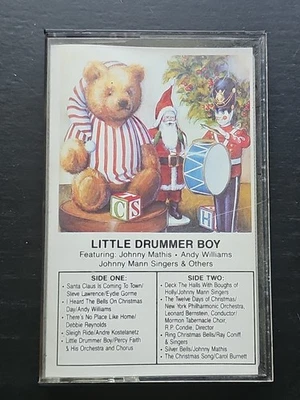 C
S
H
LITTLE DRUMMER BOY
Featuring: Johnny Mathis • Andy Williams
Johnny Mann Singers & Others
SIDE ONE:
• Santa Claus is Coming To Town/
Steve Lawrence/Eydie Gorme
• I Heard The Bells On Christmas
Day/Andy Williams
• There's No Place Like Home/
Debbie Reynolds
• Sleigh Ride/Andre Kostelanetz
• Little Drummer Boy/Percy Faith
& His Orchestra and Chorus
SIDE TWO:
• Deck The Halls With Boughs of
Holly/Johnny Mann Singers
• The Twelve Days of Christmas/
New York Philharmonic Orchestra,
Leonard Bernstein, Conductor/
Mormon Tabernacle Choir,
R.P. Condie, Director
• Ring Christmas Bells/Ray Conniff
& Singers
• Silver Bells/Johnny Mathis
• The Christmas Song/Carol Burnett